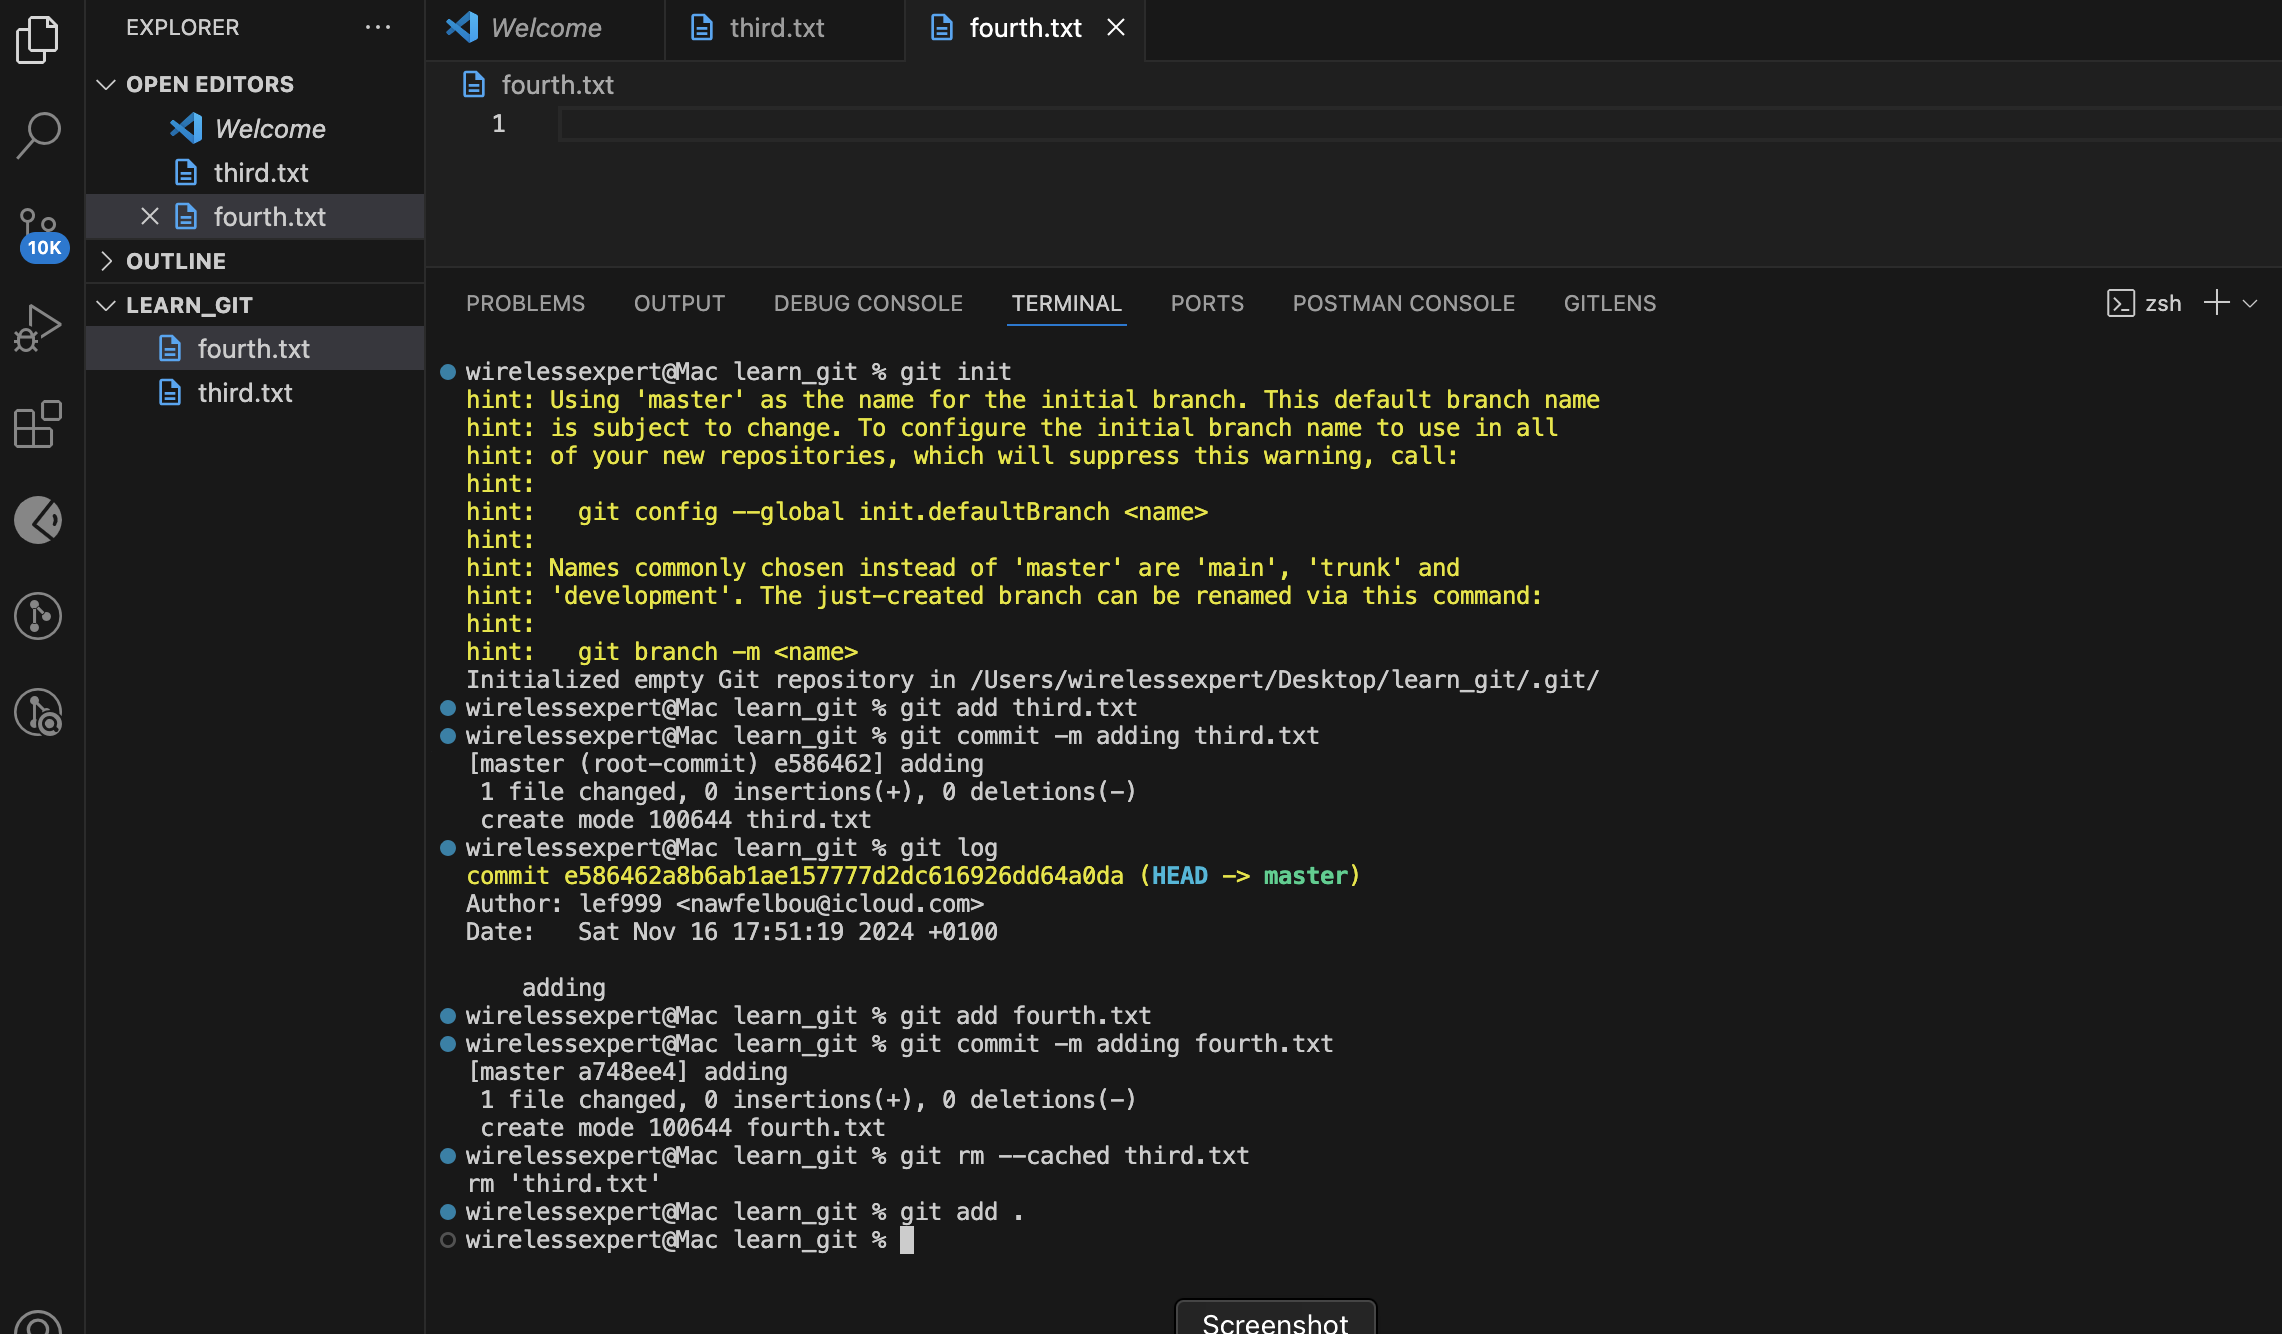 EXPLORER
OPEN EDITORS
Welcome
third.txt
fourth.txt
OUTLINE
LEARN_GIT
fourth.txt
third.txt
10K
Welcome
third.txt
fourth.txt
fourth.txt
1
PROBLEMS OUTPUT DEBUG CONSOLE TERMINAL PORTS POSTMAN CONSOLE GITLENS
zsh
wirelessexpert@Mac learn_git % git init
hint: Using 'master' as the name for the initial branch. This default branch name
hint: is subject to change. To configure the initial branch name to use in all
hint: of your new repositories, which will suppress this warning, call:
hint:
hint:   git config --global init.defaultBranch <name>
hint:
hint: Names commonly chosen instead of 'master' are 'main', 'trunk' and
hint: 'development'. The just-created branch can be renamed via this command:
hint:
hint:   git branch -m <name>
Initialized empty Git repository in /Users/wirelessexpert/Desktop/learn_git/.git/
wirelessexpert@Mac learn_git % git add third.txt
wirelessexpert@Mac learn_git % git commit -m adding third.txt
[master (root-commit) e586462] adding
 1 file changed, 0 insertions(+), 0 deletions(-)
 create mode 100644 third.txt
wirelessexpert@Mac learn_git % git log
commit e586462a8b6ab1ae157777d2dc616926dd64a0da (HEAD -> master)
Author: lef999 <nawfelbou@icloud.com>
Date:   Sat Nov 16 17:51:19 2024 +0100
    adding
wirelessexpert@Mac learn_git % git add fourth.txt
wirelessexpert@Mac learn_git % git commit -m adding fourth.txt
[master a748ee4] adding
 1 file changed, 0 insertions(+), 0 deletions(-)
 create mode 100644 fourth.txt
wirelessexpert@Mac learn_git % git rm --cached third.txt
rm 'third.txt'
wirelessexpert@Mac learn_git % git add .
wirelessexpert@Mac learn_git %
Screenshot